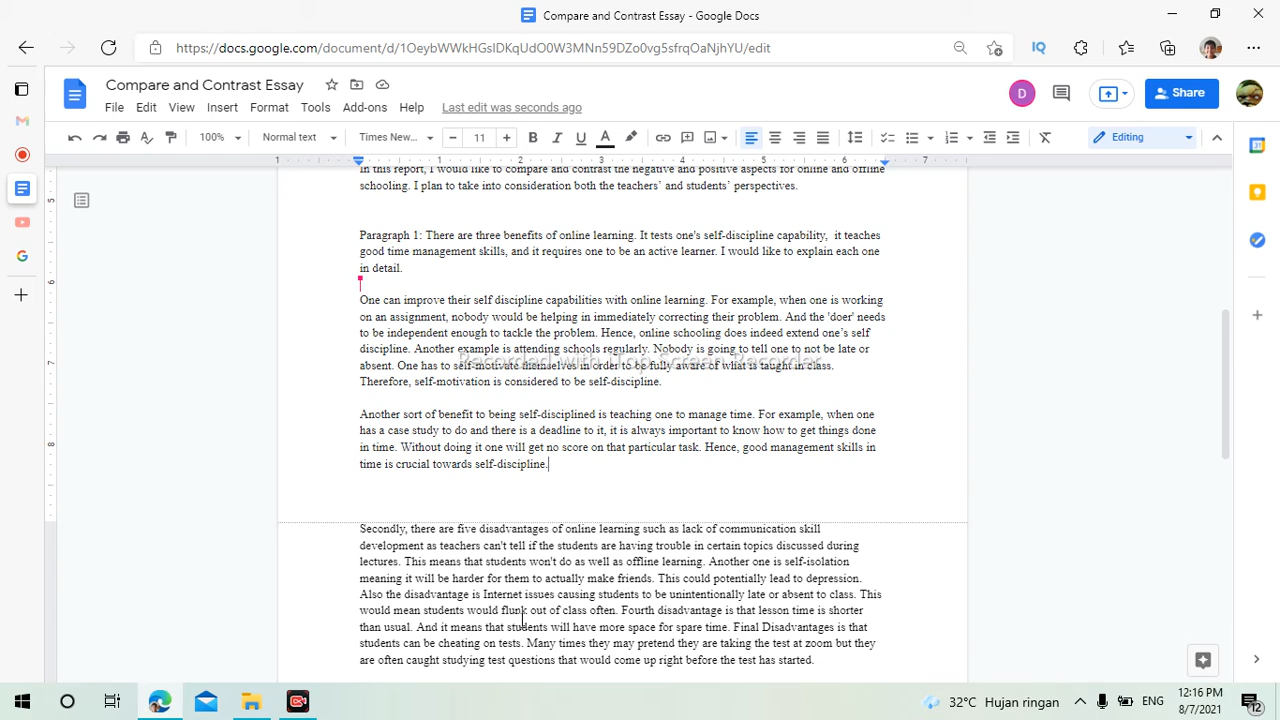 Compare and Contrast Essay - Google Docs
https://docs.google.com/document/d/1OeybWWkHGsIDKqUdO0W3MNn59DZo0vg5sfrqOaNjhYU/edit
IQ
Compare and Contrast Essay
File Edit View Insert Format Tools Add-ons Help Last edit was seconds ago
D
Share
100% Normal text Times New... 11 B I U A Editing
1 1 2 3 4 5 6 7
In this report, I would like to compare and contrast the negative and positive aspects for online and offline
schooling. I plan to take into consideration both the teachers’ and students’ perspectives.
Paragraph 1: There are three benefits of online learning. It tests one's self-discipline capability,  it teaches
good time management skills, and it requires one to be an active learner. I would like to explain each one
in detail.
One can improve their self discipline capabilities with online learning. For example, when one is working
on an assignment, nobody would be helping in immediately correcting their problem. And the 'doer' needs
to be independent enough to tackle the problem. Hence, online schooling does indeed extend one’s self
discipline. Another example is attending schools regularly. Nobody is going to tell one to not be late or
absent. One has to self-motivate themselves in order to be fully aware of what is taught in class.
Recorded with iTop Screen Recorder
Therefore, self-motivation is considered to be self-discipline.
Another sort of benefit to being self-disciplined is teaching one to manage time. For example, when one
has a case study to do and there is a deadline to it, it is always important to know how to get things done
in time. Without doing it one will get no score on that particular task. Hence, good management skills in
time is crucial towards self-discipline.
Secondly, there are five disadvantages of online learning such as lack of communication skill
development as teachers can't tell if the students are having trouble in certain topics discussed during
lectures. This means that students won't do as well as offline learning. Another one is self-isolation
meaning it will be harder for them to actually make friends. This could potentially lead to depression.
Also the disadvantage is Internet issues causing students to be unintentionally late or absent to class. This
would mean students would flunk out of class often. Fourth disadvantage is that lesson time is shorter
than usual. And it means that students will have more space for spare time. Final Disadvantages is that
students can be cheating on tests. Many times they may pretend they are taking the test at zoom but they
are often caught studying test questions that would come up right before the test has started.
5
6
7
8
31
32°C Hujan ringan ENG 12:16 PM
8/7/2021 12